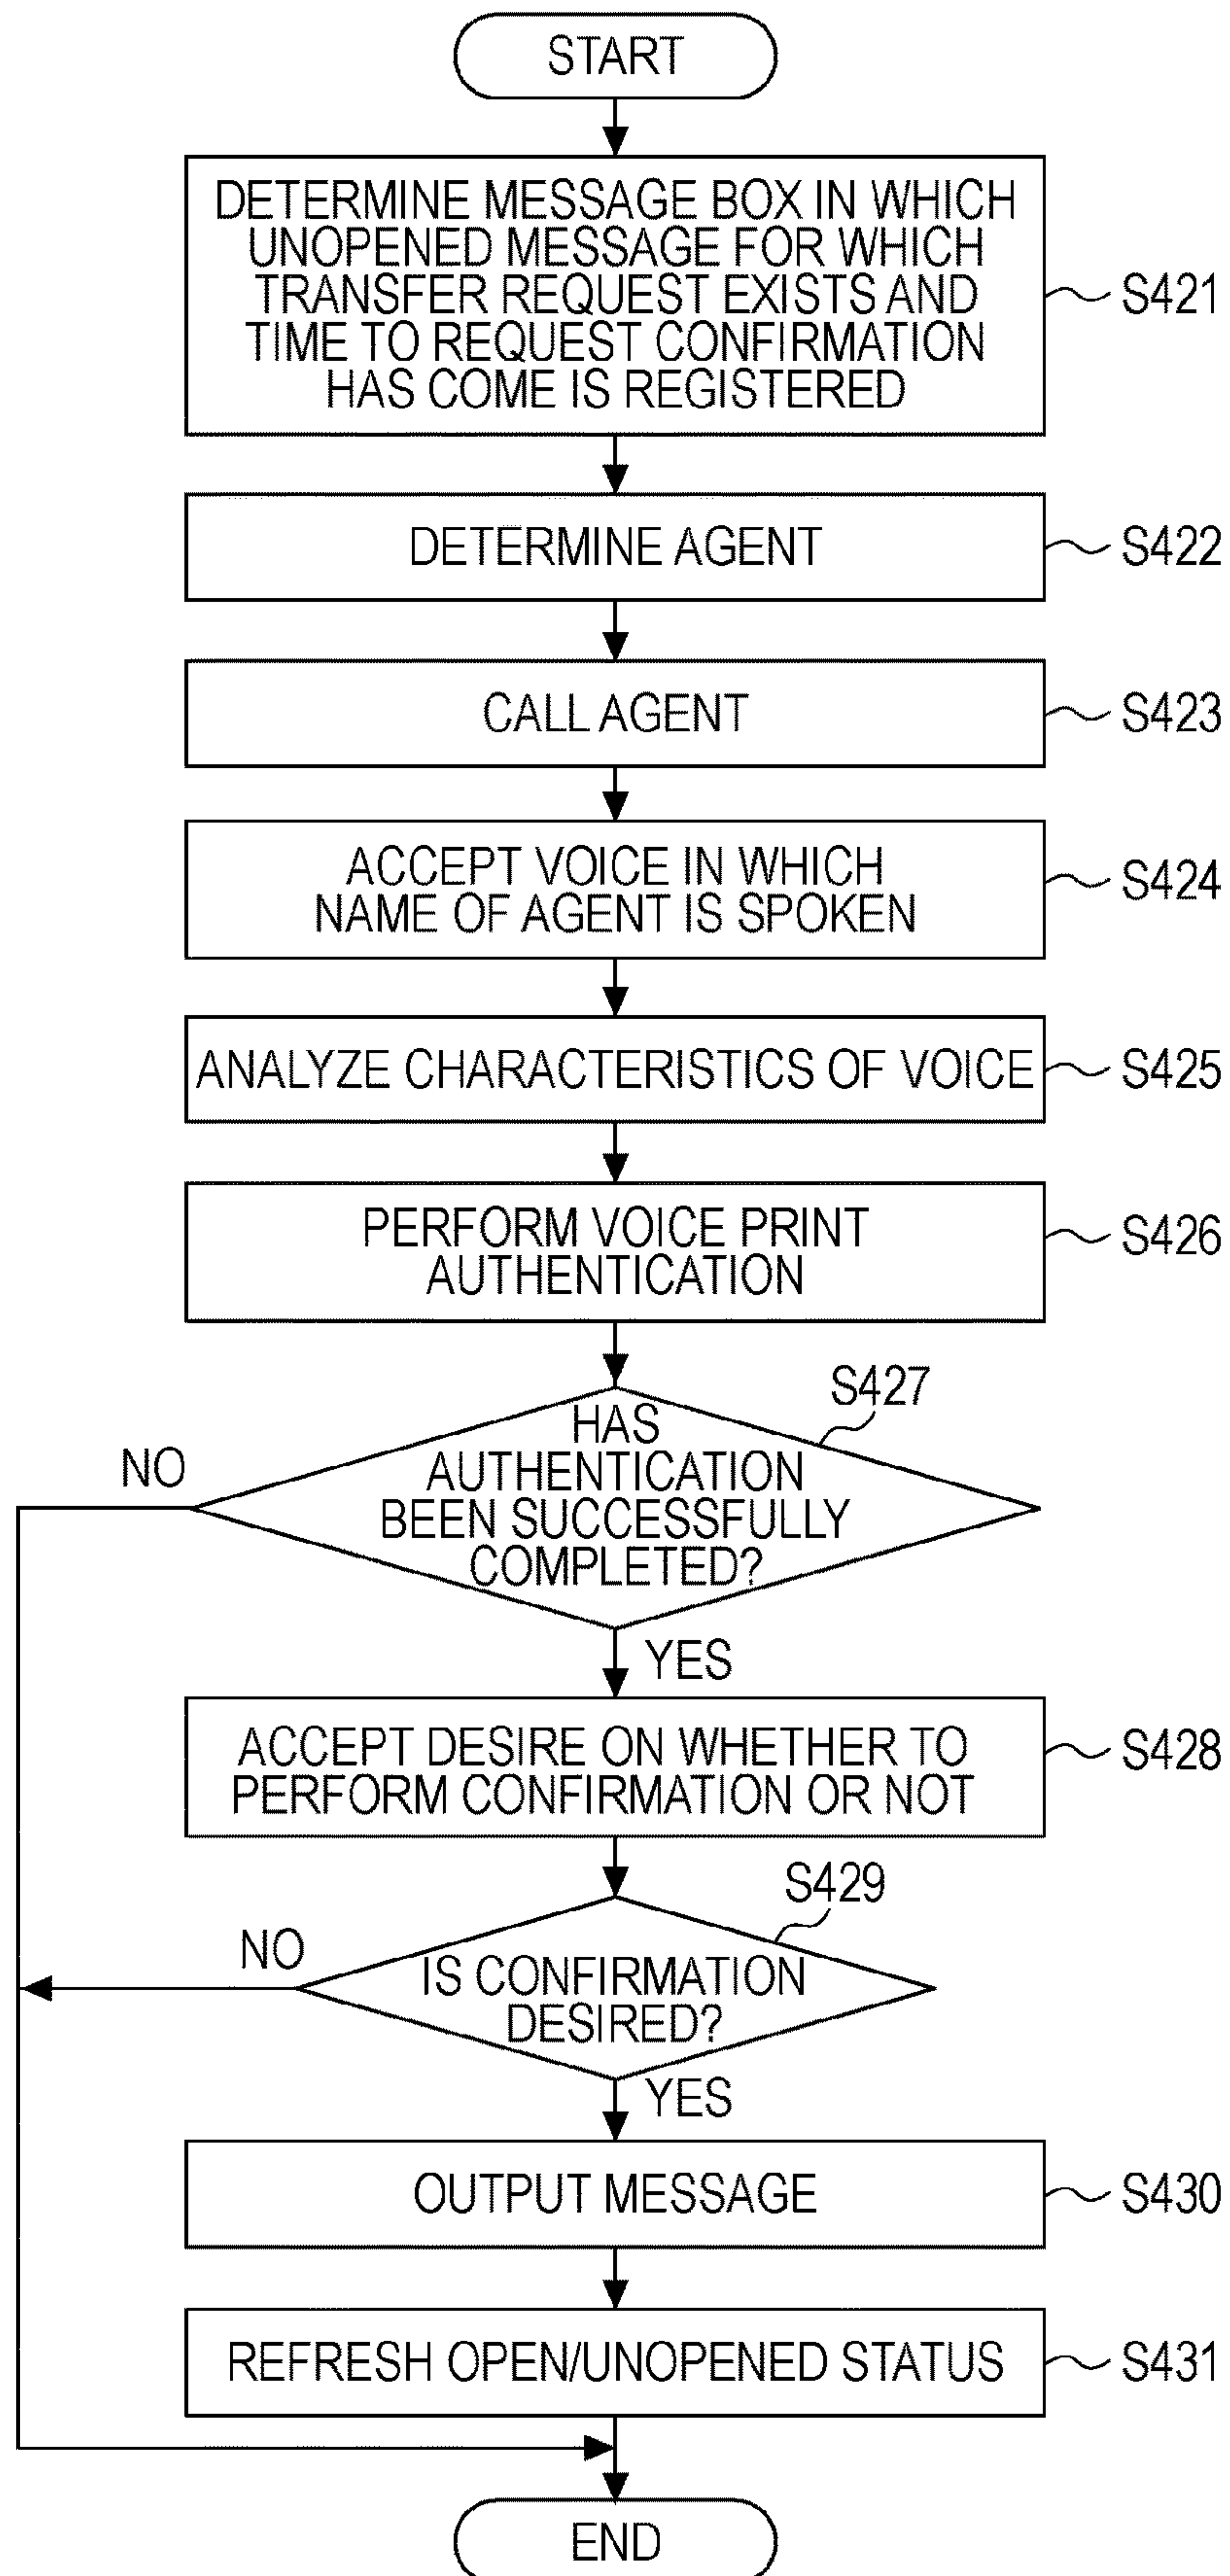 START
DETERMINE MESSAGE BOX IN WHICH
UNOPENED MESSAGE FOR WHICH
TRANSFER REQUEST EXISTS AND
TIME TO REQUEST CONFIRMATION
HAS COME IS REGISTERED
S421
DETERMINE AGENT
S422
CALL AGENT
S423
ACCEPT VOICE IN WHICH
NAME OF AGENT IS SPOKEN
S424
ANALYZE CHARACTERISTICS OF VOICE
S425
PERFORM VOICE PRINT
AUTHENTICATION
S426
S427
HAS
AUTHENTICATION
BEEN SUCCESSFULLY
COMPLETED?
NO
YES
ACCEPT DESIRE ON WHETHER TO
PERFORM CONFIRMATION OR NOT
S428
S429
IS CONFIRMATION
DESIRED?
NO
YES
OUTPUT MESSAGE
S430
REFRESH OPEN/UNOPENED STATUS
S431
END